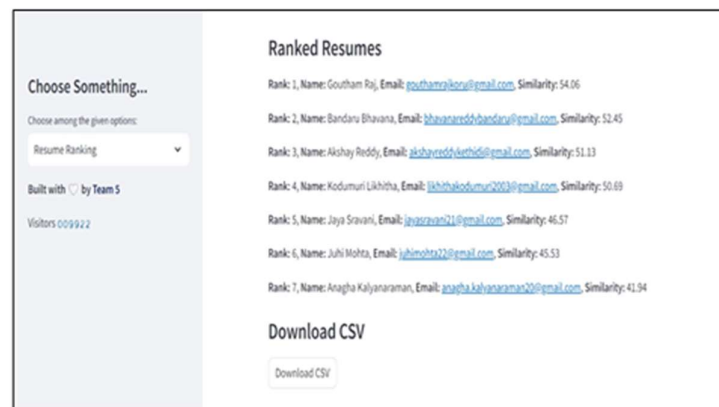 Choose Something...
Choose among the given options:
Resume Ranking
Built with ♡ by Team 5
Visitors 009922
Ranked Resumes
Rank: 1, Name: Goutham Raj, Email: gouthamrajkoru@gmail.com, Similarity: 54.06
Rank: 2, Name: Bandaru Bhavana, Email: bhavanareddybandaru@gmail.com, Similarity: 52.45
Rank: 3, Name: Akshay Reddy, Email: akshayreddykethidi@gmail.com, Similarity: 51.13
Rank: 4, Name: Kodumuri Likhitha, Email: likhithakodumuri2003@gmail.com, Similarity: 50.69
Rank: 5, Name: Jaya Sravani, Email: jayasravani21@gmail.com, Similarity: 46.57
Rank: 6, Name: Juhi Mohta, Email: juhimohta22@gmail.com, Similarity: 45.53
Rank: 7, Name: Anagha Kalyanaraman, Email: anagha.kalyanaraman20@gmail.com, Similarity: 41.94
Download CSV
Download CSV